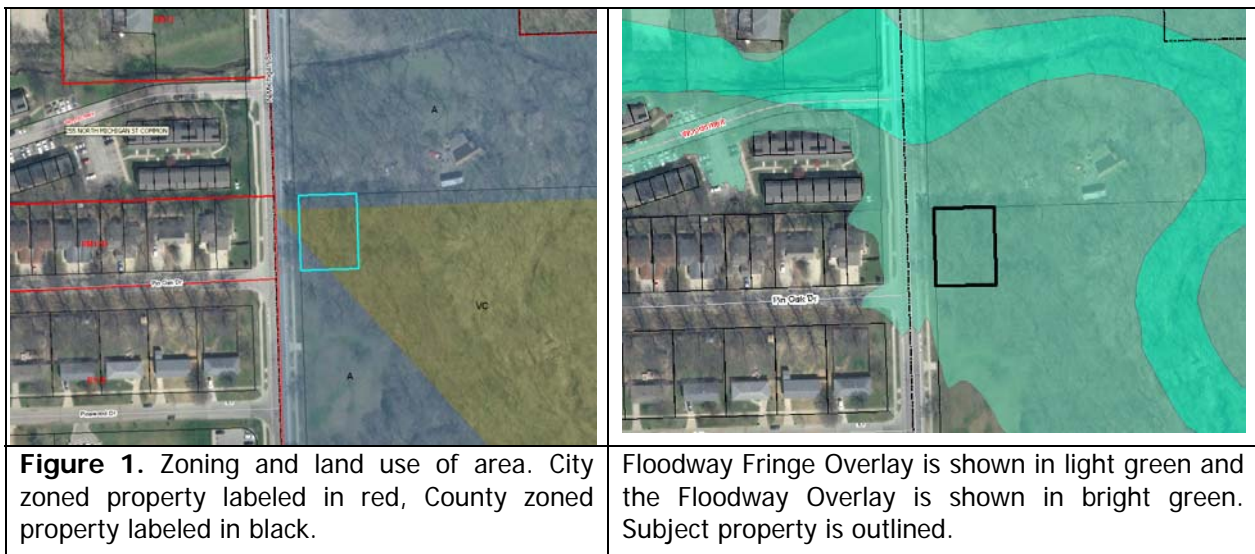 255 NORTH MICHIGAN ST COMMON
A
Pin Oak Dr
VC
A
Pin Oak Dr
Figure 1. Zoning and land use of area. City
zoned property labeled in red, County zoned
property labeled in black.
Floodway Fringe Overlay is shown in light green and
the Floodway Overlay is shown in bright green.
Subject property is outlined.